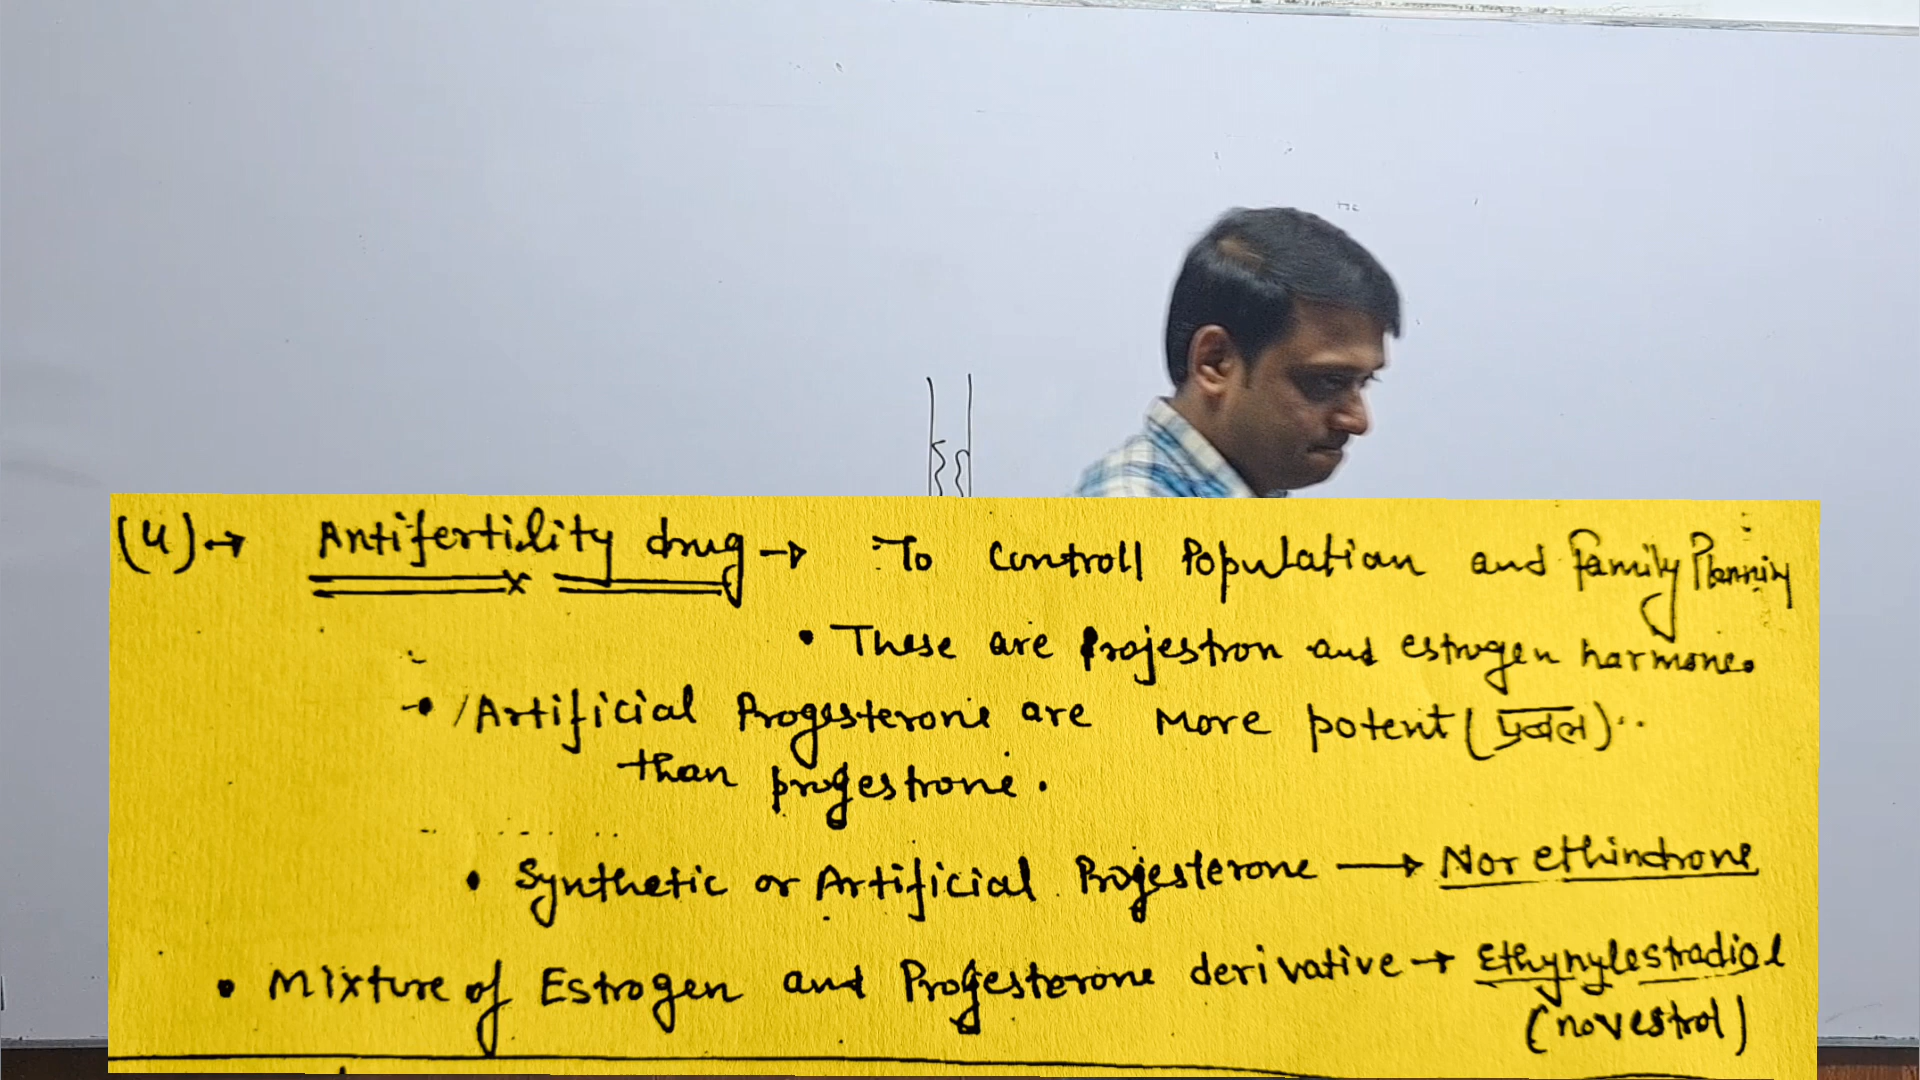 (4)→ Antifertility drug → To controll Population and family Planning
• These are Projestron and estrogen harmone.
• Artificial Progesterone are more potent (प्रबल)
than progestrone.
• Synthetic or Artificial Projesterone → Nor ethindrone
• Mixture of Estrogen and Progesterone derivative → Ethynylestradiol
(novestrol)